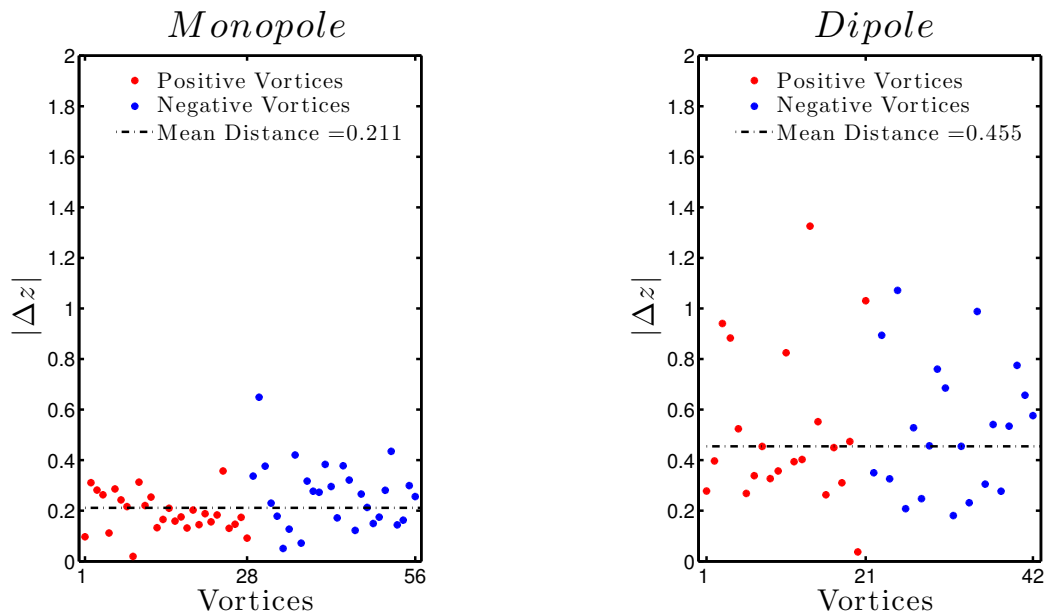 Monopole
2
1.8
1.6
1.4
1.2
1
0.8
0.6
0.4
0.2
0
|Δz|
Positive Vortices
Negative Vortices
Mean Distance =0.211
1
28
56
Vortices
Dipole
2
1.8
1.6
1.4
1.2
1
0.8
0.6
0.4
0.2
0
|Δz|
Positive Vortices
Negative Vortices
Mean Distance =0.455
1
21
42
Vortices